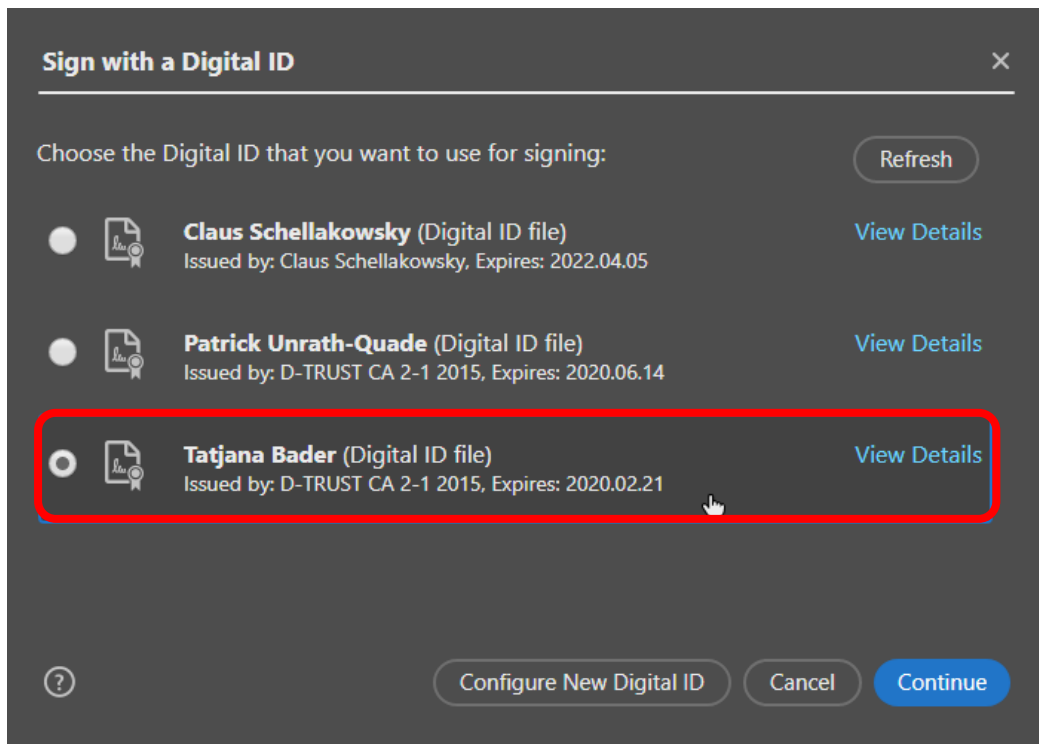 Sign with a Digital ID
×
Choose the Digital ID that you want to use for signing:
Refresh
Claus Schellakowsky (Digital ID file)
View Details
Issued by: Claus Schellakowsky, Expires: 2022.04.05
Patrick Unrath-Quade (Digital ID file)
View Details
Issued by: D-TRUST CA 2-1 2015, Expires: 2020.06.14
Tatjana Bader (Digital ID file)
View Details
Issued by: D-TRUST CA 2-1 2015, Expires: 2020.02.21
?
Configure New Digital ID
Cancel
Continue